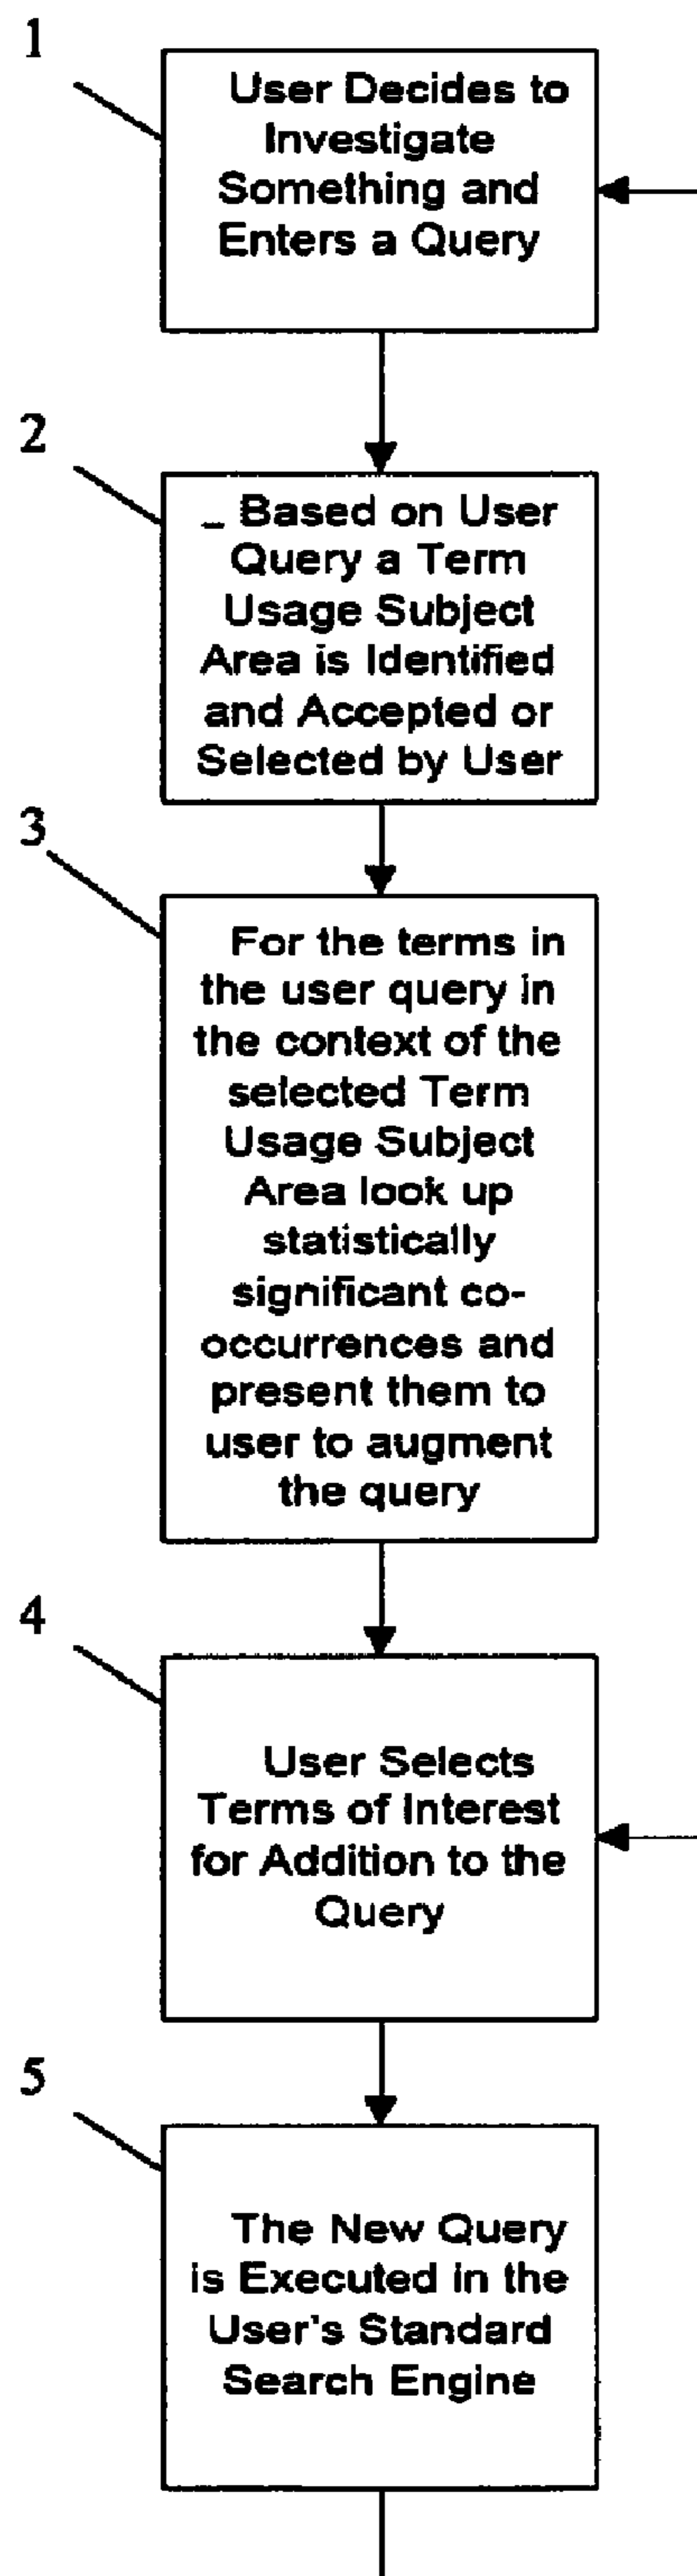 1
User Decides to
Investigate
Something and
Enters a Query
2
_ Based on User
Query a Term
Usage Subject
Area is Identified
and Accepted or
Selected by User
3
For the terms in
the user query in
the context of the
selected Term
Usage Subject
Area look up
statistically
significant co-
occurrences and
present them to
user to augment
the query
4
User Selects
Terms of Interest
for Addition to the
Query
5
The New Query
is Executed in the
User's Standard
Search Engine